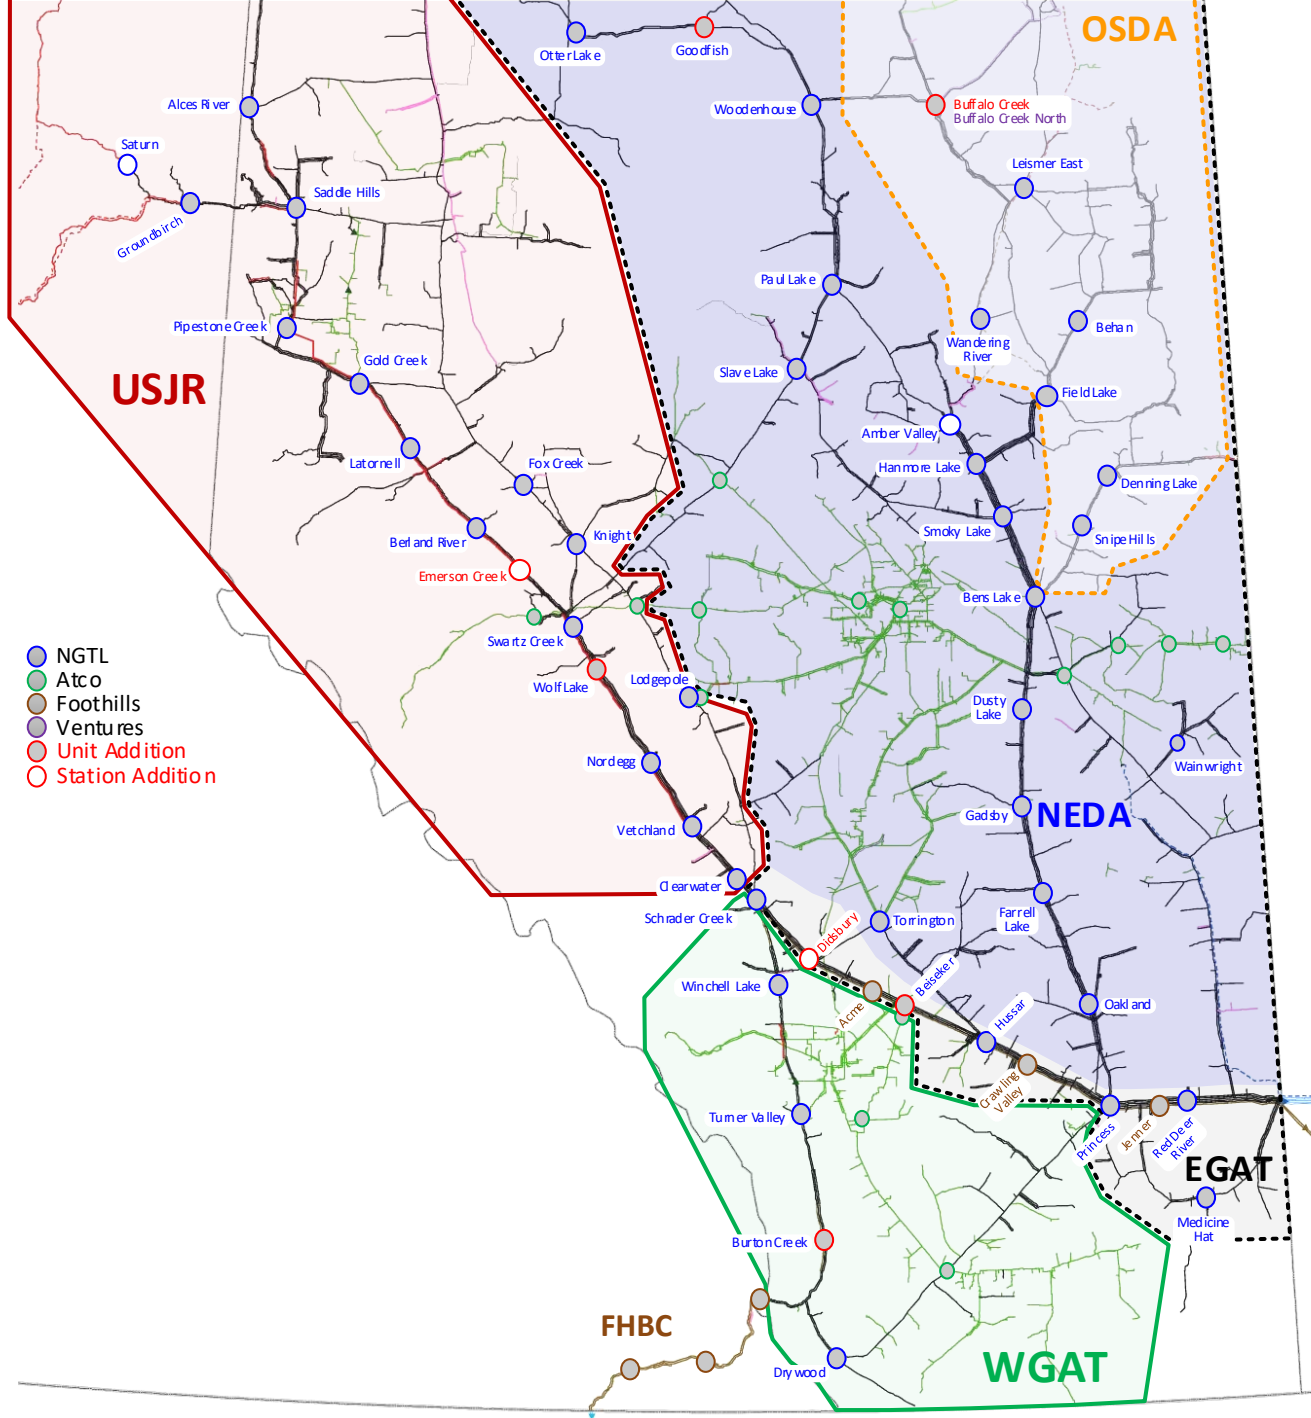 OSDA
Otter Lake
Goodfish
Alces River
Woodenhouse
Buffalo Creek
Buffalo Creek North
Saturn
Leismer East
Saddle Hills
Groundbirch
Paul Lake
Pipestone Creek
Wandering
River
Behan
Gold Creek
USJR
Slave Lake
Field Lake
Amber Valley
Latornell
Fox Creek
Hanmore Lake
Denning Lake
Berland River
Knight
Smoky Lake
Snipe Hills
Emerson Creek
Bens Lake
Swartz Creek
NGTL
Atco
Foothills
Ventures
Unit Addition
Station Addition
Wolf Lake
Lodgepole
Dusty
Lake
Nordegg
Wainwright
Vetchland
Gadsby
NEDA
Clearwater
Schrader Creek
Didsbury
Torrington
Farrell
Lake
Winchell Lake
Acme
Beiseker
Hussar
Oakland
Crawling
Valley
Turner Valley
Princess
Jenner
Red Deer
River
EGAT
Medicine
Hat
Burton Creek
FHBC
WGAT
Drywood